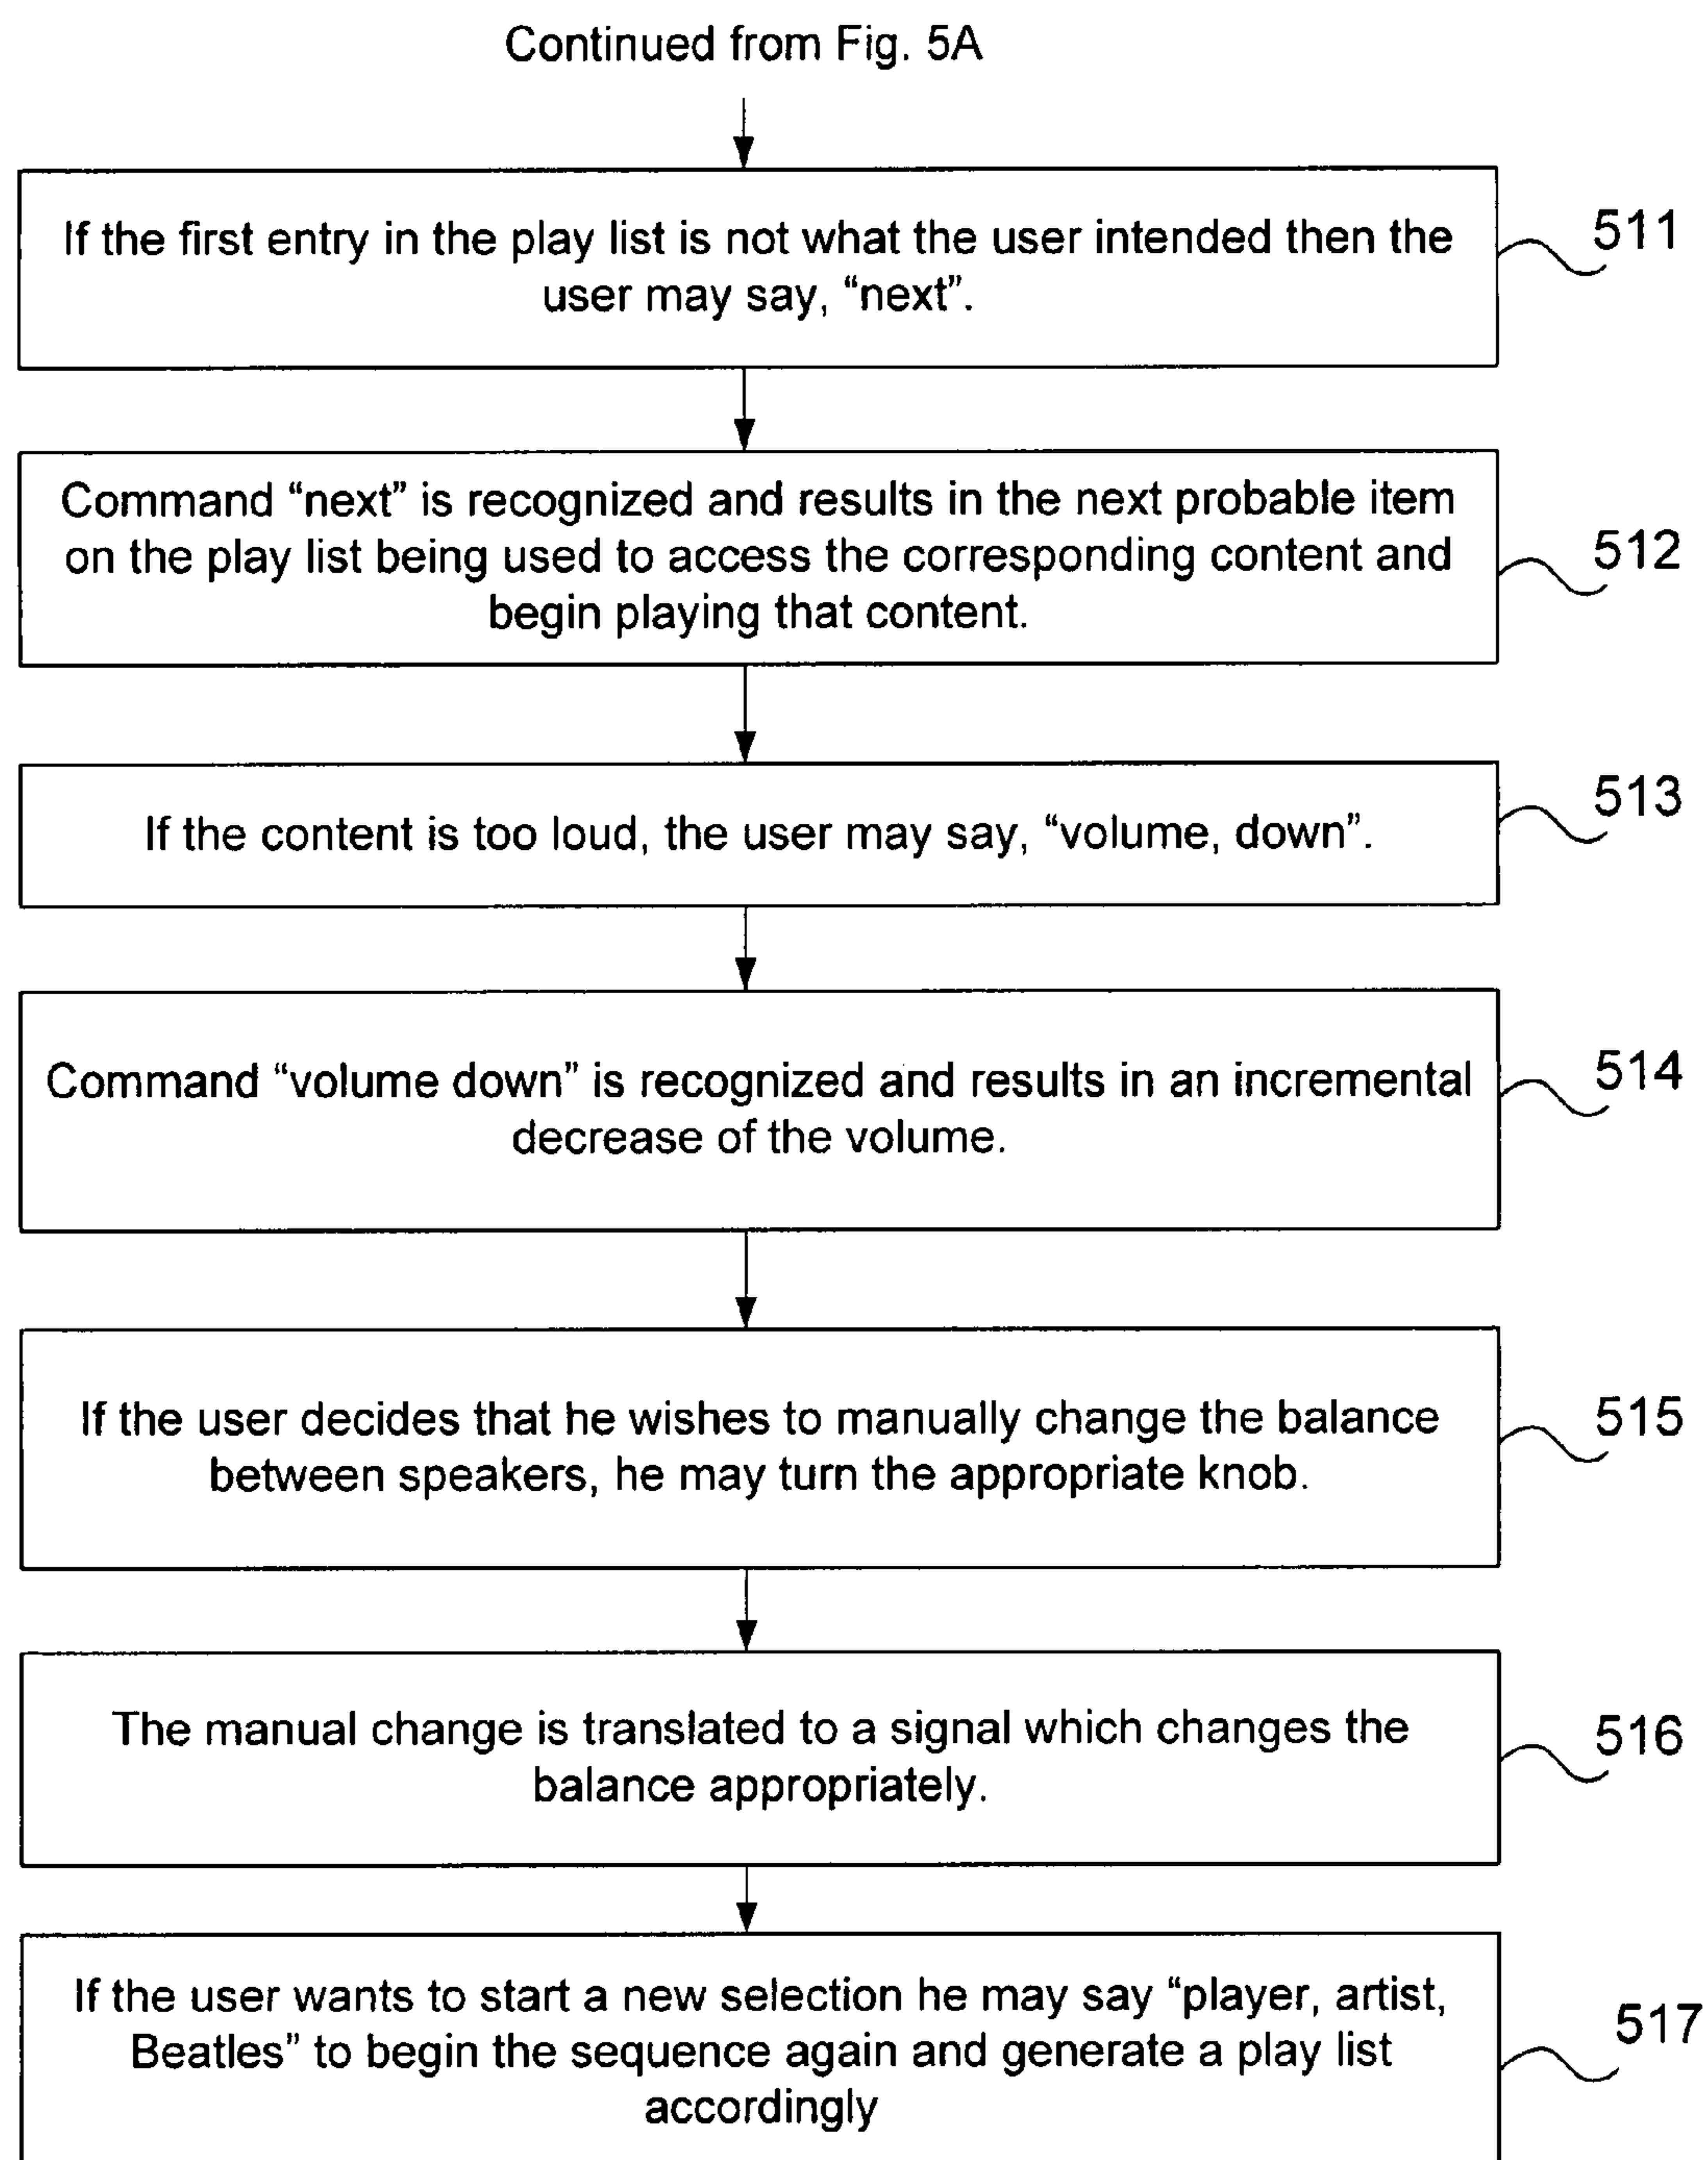 Continued from Fig. 5A
If the first entry in the play list is not what the user intended then the
user may say, “next”.
511
Command “next” is recognized and results in the next probable item
on the play list being used to access the corresponding content and
begin playing that content.
512
If the content is too loud, the user may say, “volume, down”.
513
Command “volume down” is recognized and results in an incremental
decrease of the volume.
514
If the user decides that he wishes to manually change the balance
between speakers, he may turn the appropriate knob.
515
The manual change is translated to a signal which changes the
balance appropriately.
516
If the user wants to start a new selection he may say “player, artist,
Beatles” to begin the sequence again and generate a play list
accordingly
517